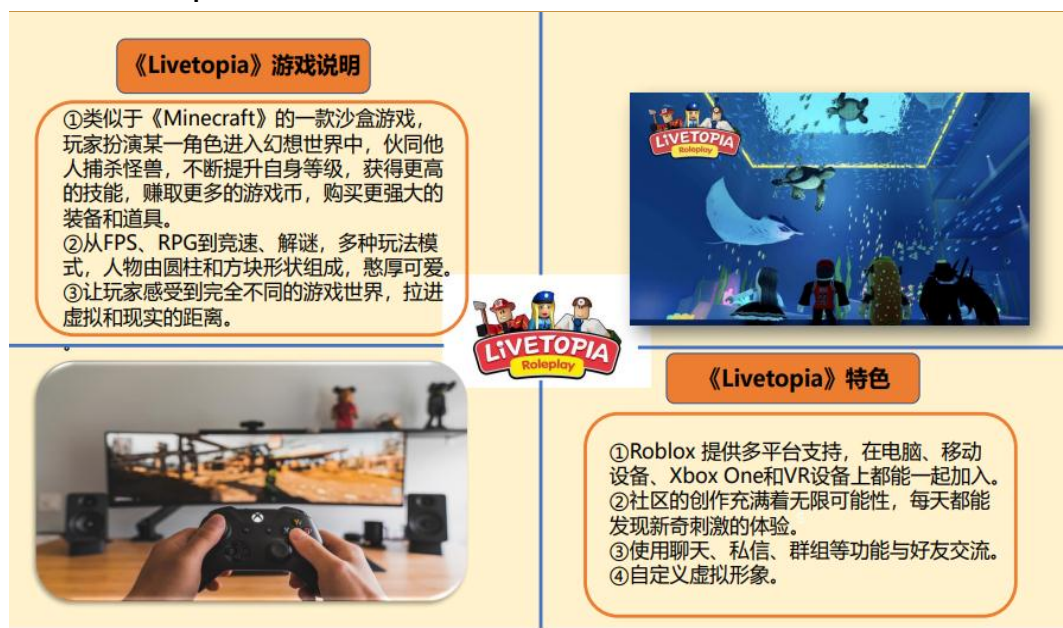 《Livetopia》游戏说明
①类似于《Minecraft》的一款沙盒游戏，
玩家扮演某一角色进入幻想世界中，伙同他
人捕杀怪兽，不断提升自身等级，获得更高
的技能，赚取更多的游戏币，购买更强大的
装备和道具。
②从FPS、RPG到竞速、解谜，多种玩法模
式，人物由圆柱和方块形状组成，憨厚可爱。
③让玩家感受到完全不同的游戏世界，拉进
虚拟和现实的距离。
。
LiVETOPIA
Roleplay
LiVETOPIA
Roleplay
《Livetopia》特色
①Roblox 提供多平台支持，在电脑、移动
设备、Xbox One和VR设备上都能一起加入。
②社区的创作充满着无限可能性，每天都能
发现新奇刺激的体验。
③使用聊天、私信、群组等功能与好友交流。
④自定义虚拟形象。